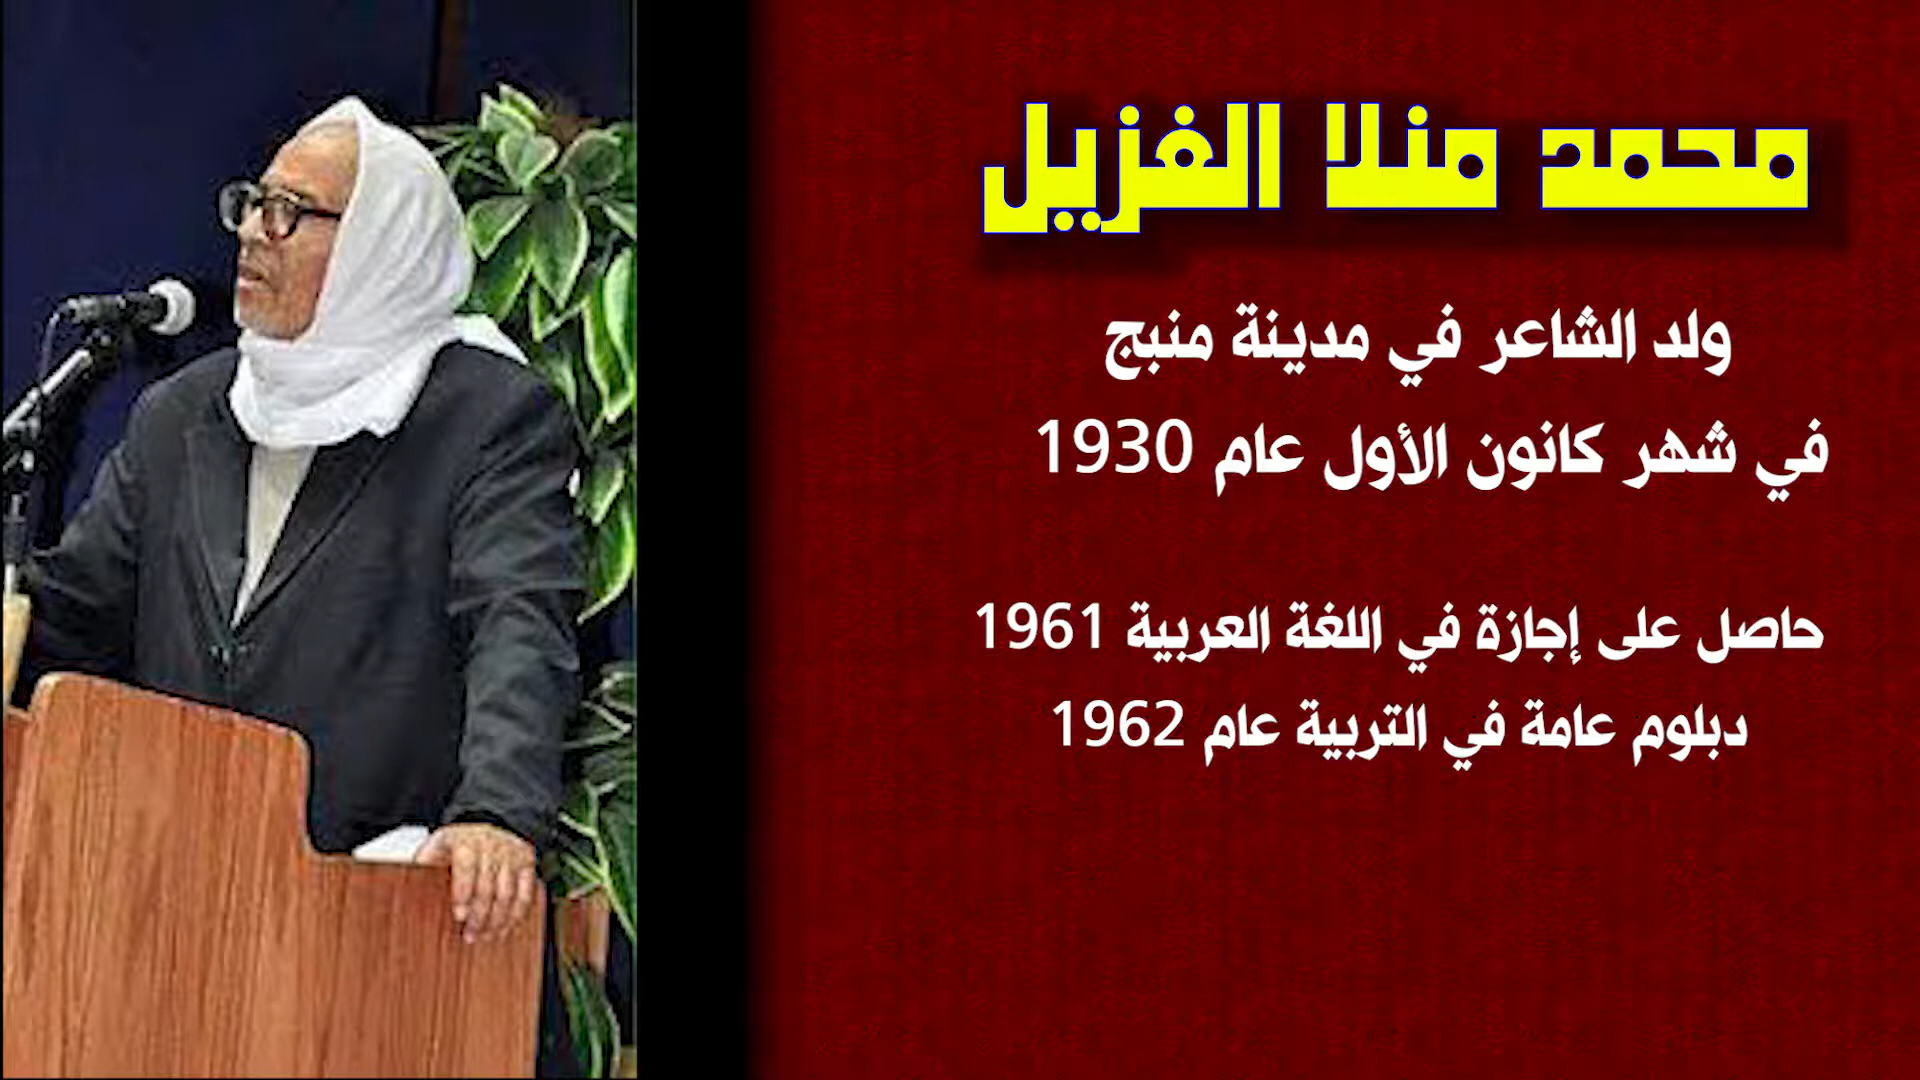 محمد منلا الغزيل
ولد الشاعر في مدينة منبج
في شهر كانون الأول عام 1930
حاصل على إجازة في اللغة العربية 1961
دبلوم عامة في التربية عام 1962